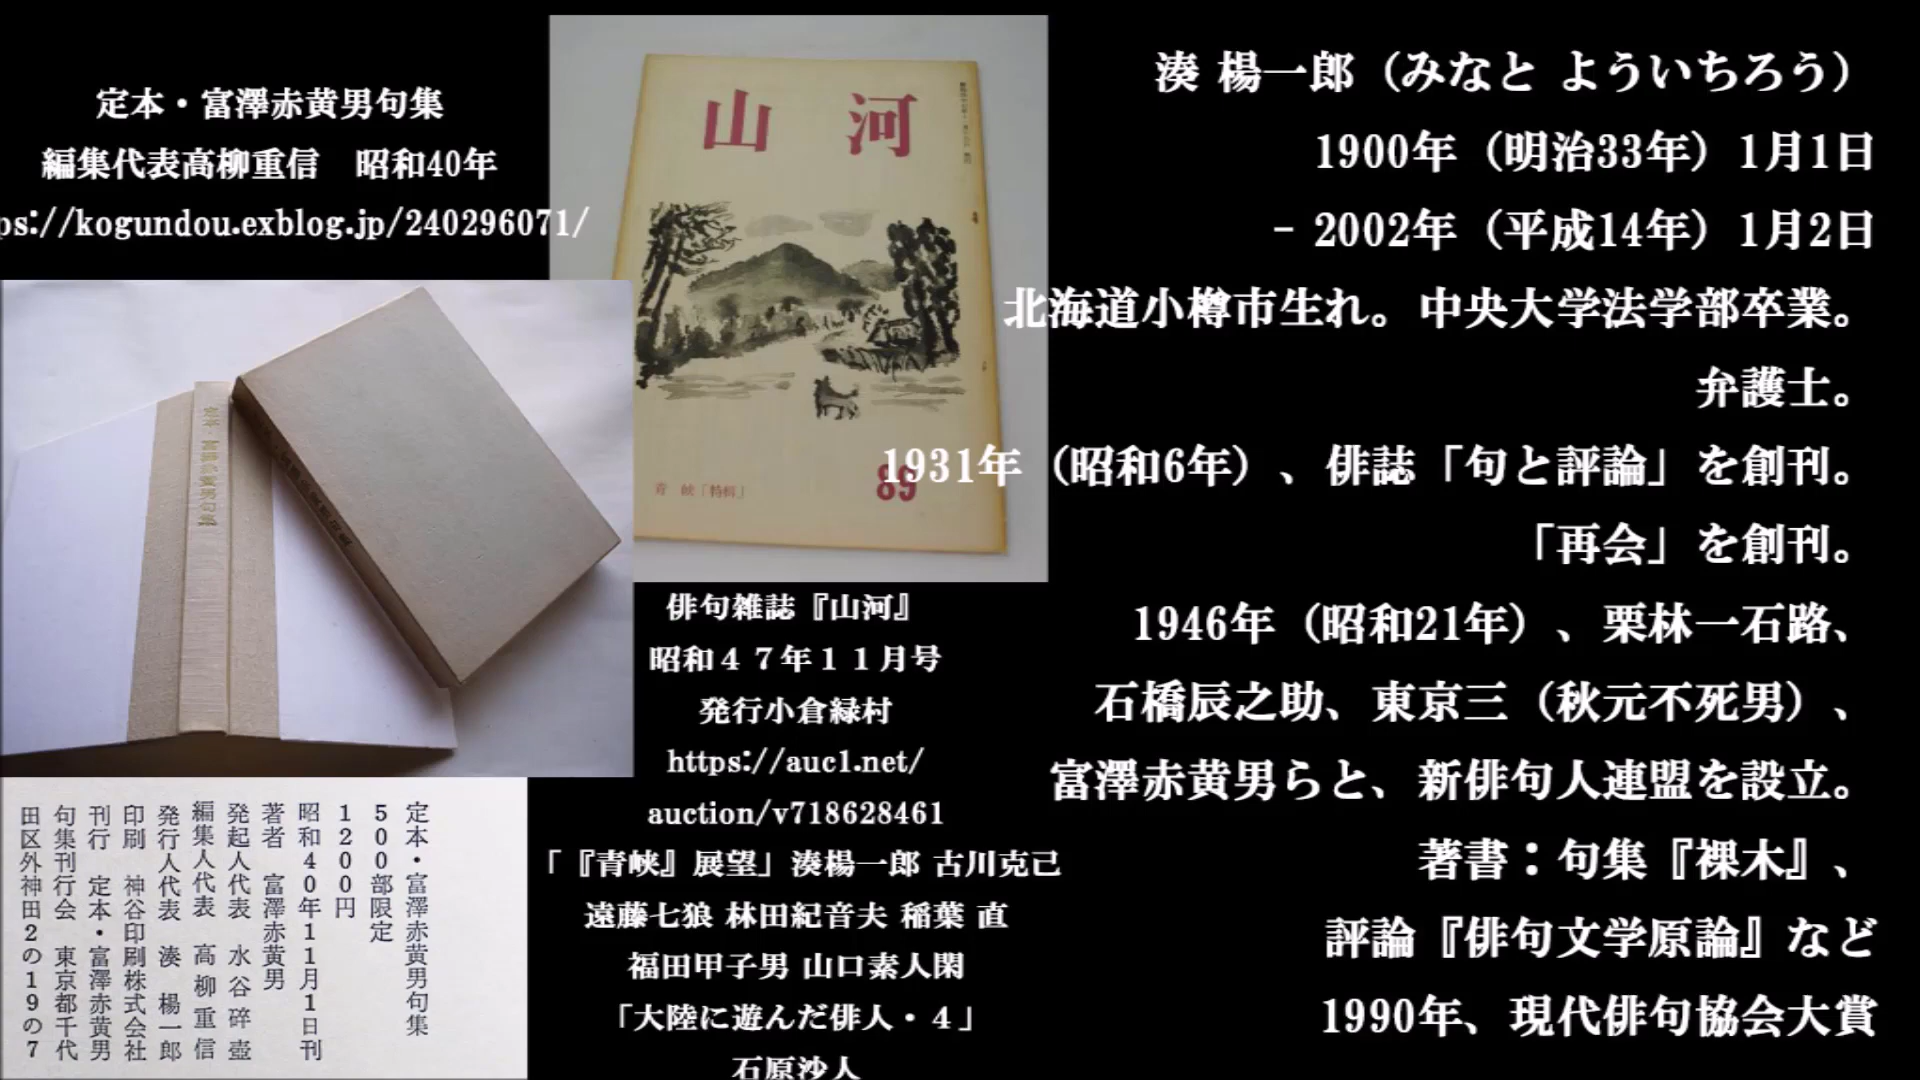 定本・富澤赤黄男句集
編集代表高柳重信　昭和40年
ps://kogundou.exblog.jp/240296071/
定本・富澤赤黄男句集
山河
青　峡「特輯」
89
定本・富澤赤黄男句集
500部限定
1200円
昭和40年11月1日刊
著者　富澤赤黄男
発起人代表　水谷砕壺
編集人代表　高柳重信
発行人代表　湊　楊一郎
印刷　神谷印刷株式会社
刊行　定本・富澤赤黄男
句集刊行会　東京都千代
田区外神田2の19の7
俳句雑誌『山河』
昭和４７年１１月号
発行小倉緑村
https://auc1.net/
auction/v718628461
「『青峡』展望」湊楊一郎 古川克己
遠藤七狼 林田紀音夫 稲葉 直
福田甲子男 山口素人閑
「大陸に遊んだ俳人・４」
石原沙人
湊 楊一郎（みなと よういちろう）
1900年（明治33年）1月1日
- 2002年（平成14年）1月2日
北海道小樽市生れ。中央大学法学部卒業。
弁護士。
1931年（昭和6年）、俳誌「句と評論」を創刊。
「再会」を創刊。
1946年（昭和21年）、栗林一石路、
石橋辰之助、東京三（秋元不死男）、
富澤赤黄男らと、新俳句人連盟を設立。
著書：句集『裸木』、
評論『俳句文学原論』など
1990年、現代俳句協会大賞